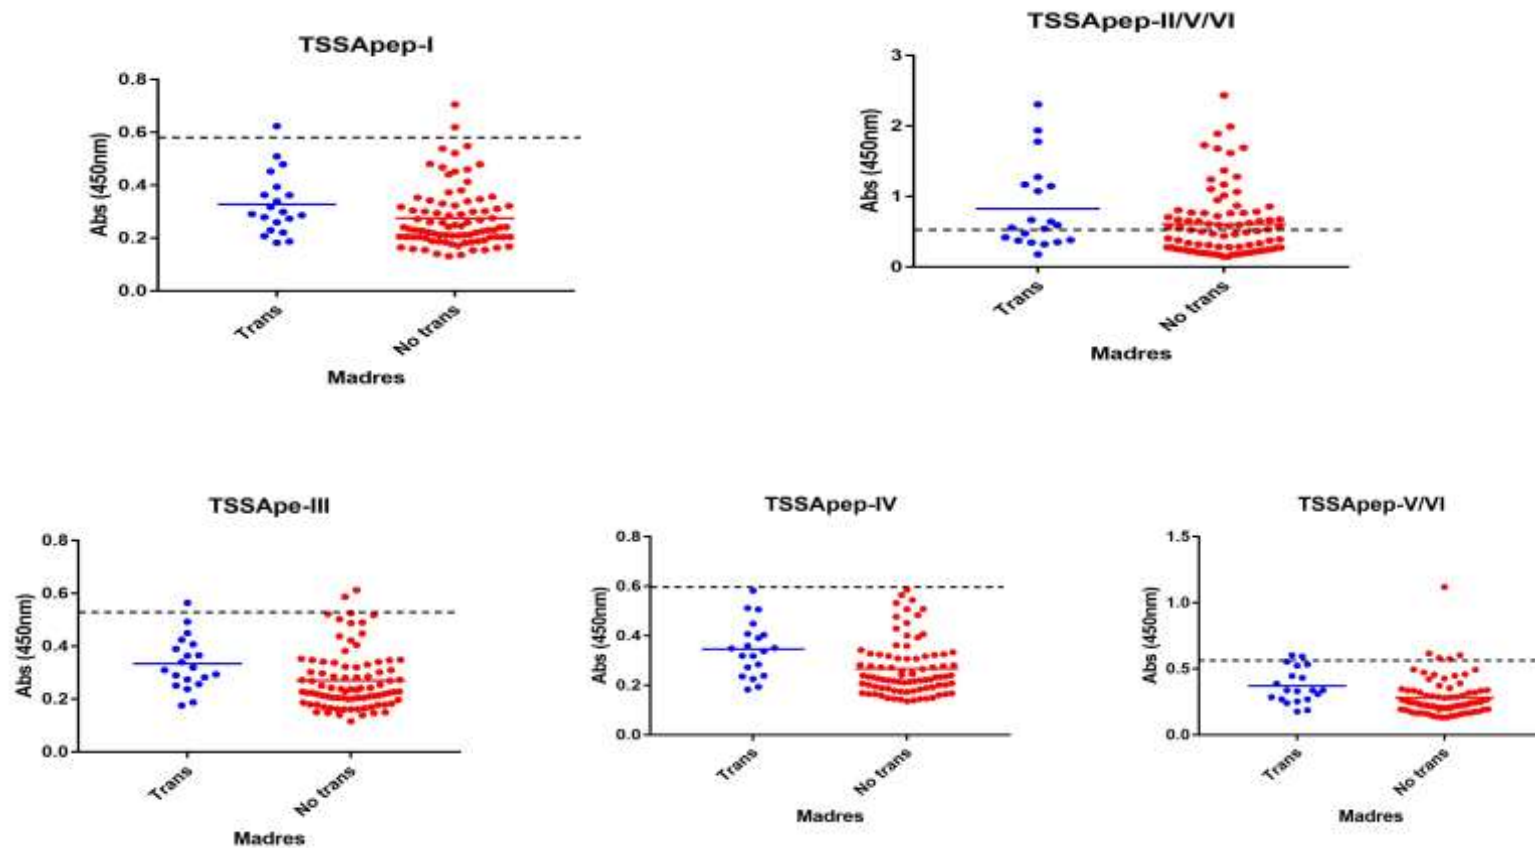 TSSApep-I
Abs (450nm)
0.8
0.6
0.4
0.2
0.0
Trans
No trans
Madres
TSSApep-II/V/VI
Abs (450nm)
3
2
1
0
Trans
No trans
Madres
TSSApe-III
Abs (450nm)
0.8
0.6
0.4
0.2
0.0
Trans
No trans
Madres
TSSApep-IV
Abs (450nm)
0.8
0.6
0.4
0.2
0.0
Trans
No trans
Madres
TSSApep-V/VI
Abs (450nm)
1.5
1.0
0.5
0.0
Trans
No trans
Madres